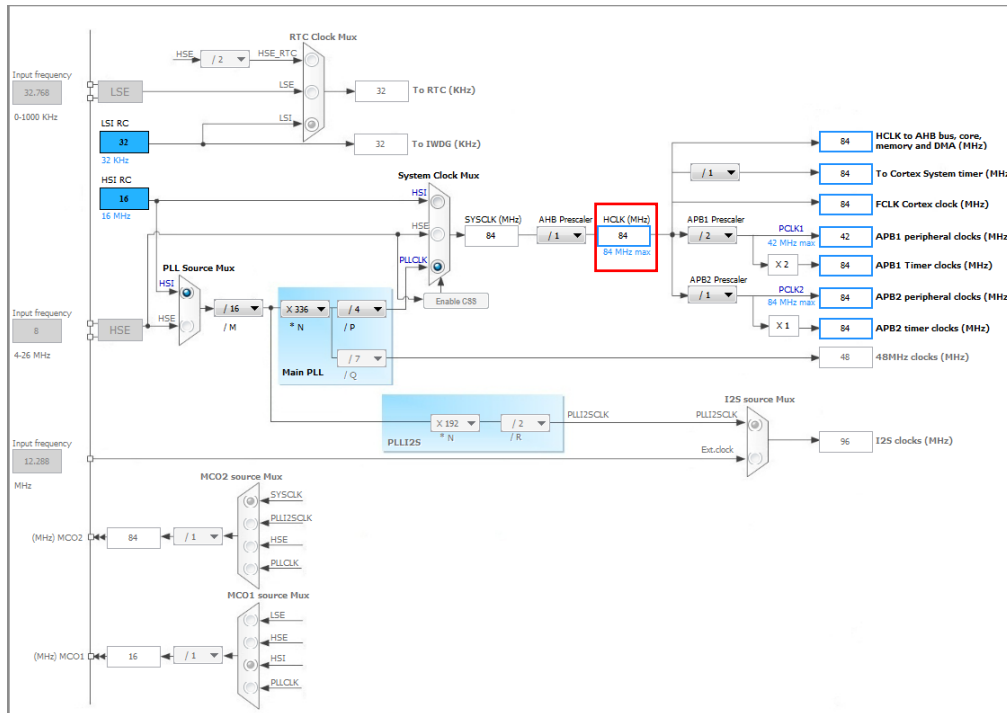 RTC Clock Mux
HSE
/ 2
HSE_RTC
Input frequency
32.768
0-1000 KHz
LSE
LSE
32
To RTC (KHz)
LSI RC
32
32 KHz
LSI
32
To IWDG (KHz)
HSI RC
16
16 MHz
System Clock Mux
HSI
HSE
PLLCLK
SYSCLK (MHz)
84
AHB Prescaler
/ 1
HCLK (MHz)
84
84 MHz max
Enable CSS
84
HCLK to AHB bus, core,
memory and DMA (MHz)
/ 1
84
To Cortex System timer (MHz)
84
FCLK Cortex clock (MHz)
APB1 Prescaler
/ 2
PCLK1
42 MHz max
42
APB1 peripheral clocks (MHz)
X 2
84
APB1 Timer clocks (MHz)
APB2 Prescaler
/ 1
PCLK2
84 MHz max
84
APB2 peripheral clocks (MHz)
X 1
84
APB2 timer clocks (MHz)
48
48MHz clocks (MHz)
PLL Source Mux
HSI
HSE
Input frequency
8
4-26 MHz
HSE
/ 16
/ M
X 336
* N
/ 4
/ P
/ 7
/ Q
Main PLL
PLLI2S
X 192
* N
/ 2
/ R
PLLI2SCLK
I2S source Mux
PLLI2SCLK
Ext.clock
96
I2S clocks (MHz)
Input frequency
12.288
MHz
MCO2 source Mux
SYSCLK
PLLI2SCLK
HSE
PLLCLK
(MHz) MCO2
84
/ 1
MCO1 source Mux
LSE
HSE
HSI
PLLCLK
(MHz) MCO1
16
/ 1